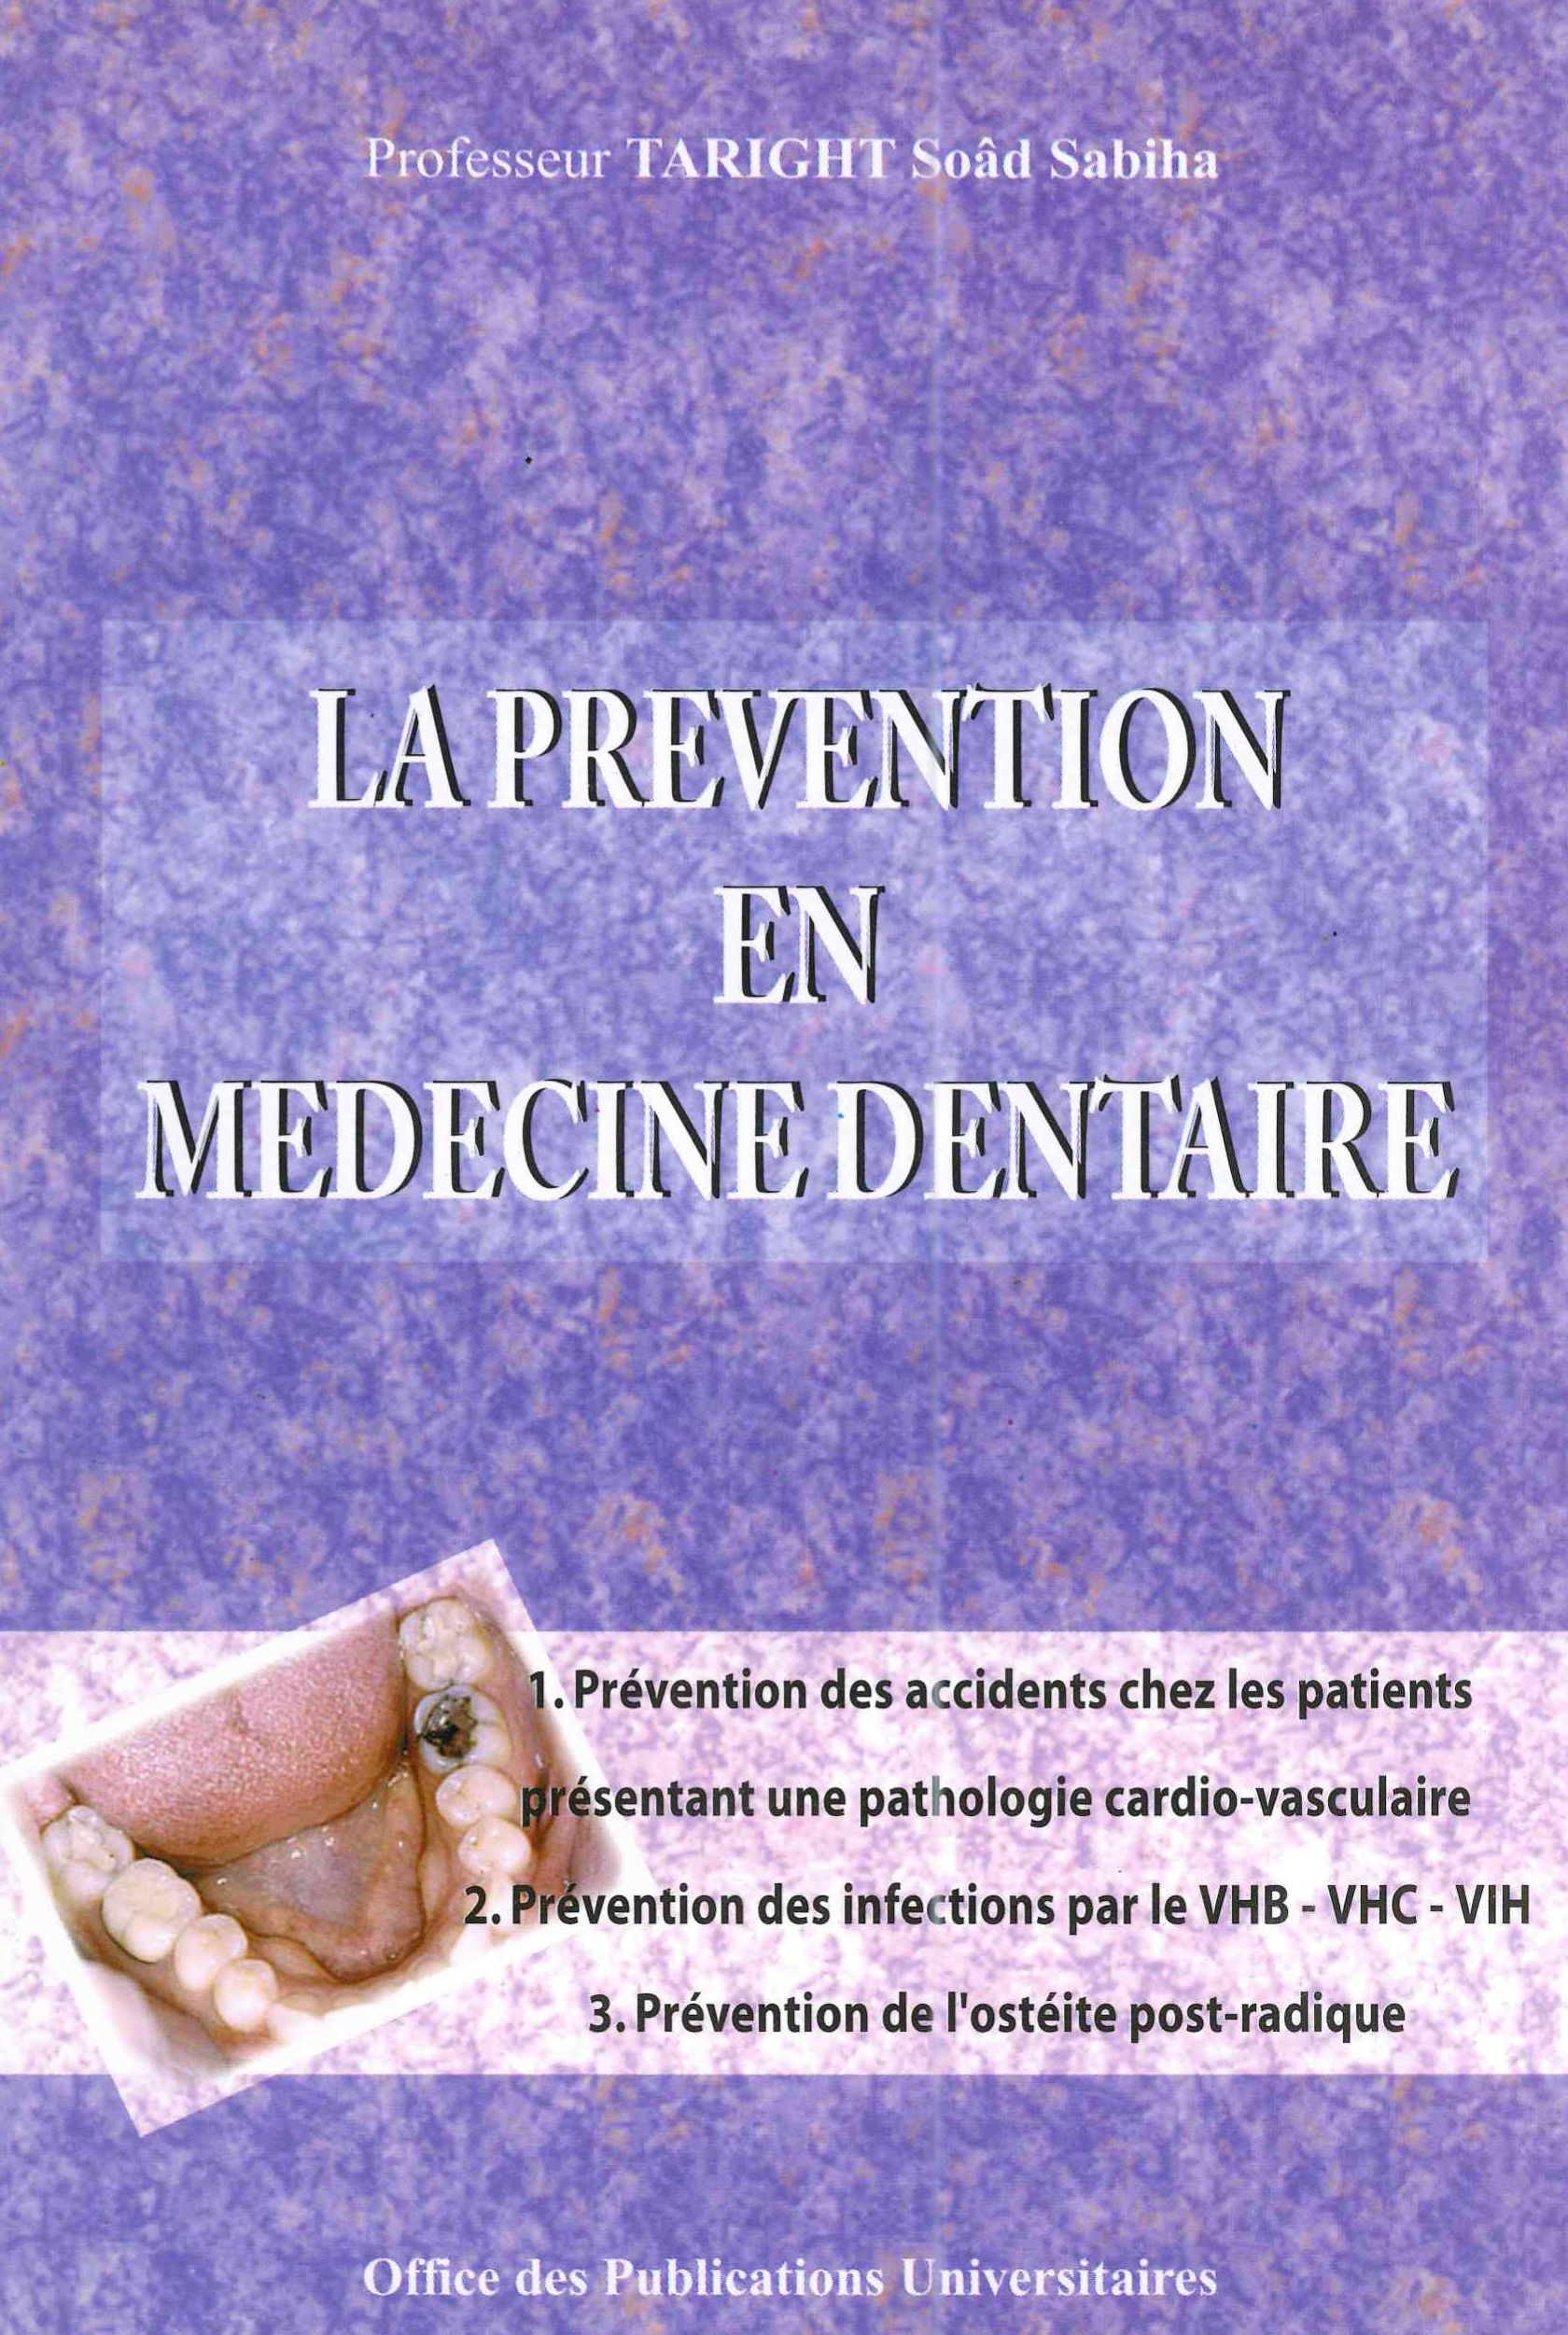 Professeur TARIGHT Soâd Sabiha
LA PREVENTION
EN
MEDECINE DENTAIRE
1. Prévention des accidents chez les patients
présentant une pathologie cardio-vasculaire
2. Prévention des infections par le VHB - VHC - VIH
3. Prévention de l'ostéite post-radique
Office des Publications Universitaires